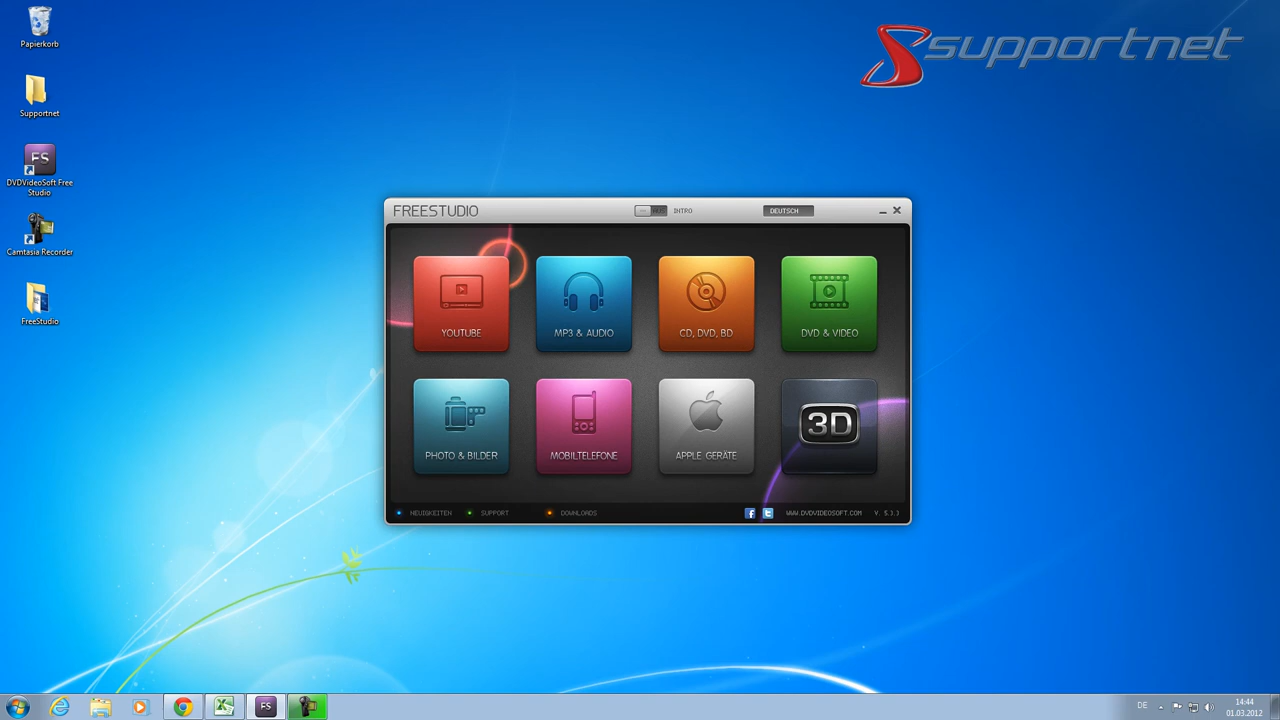 Papierkorb
Supportnet
FS
DVDVideoSoft Free
Studio
Camtasia Recorder
FreeStudio
supportnet
FREESTUDIO
INTRO
DEUTSCH
YOUTUBE
MP3 & AUDIO
CD, DVD, BD
DVD & VIDEO
PHOTO & BILDER
MOBILTELEFONE
APPLE GERÄTE
3D
NEUIGKEITEN
SUPPORT
DOWNLOADS
WWW.DVDVIDEOSOFT.COM
V. 5.3.3
FS
DE
14:44
01.03.2012